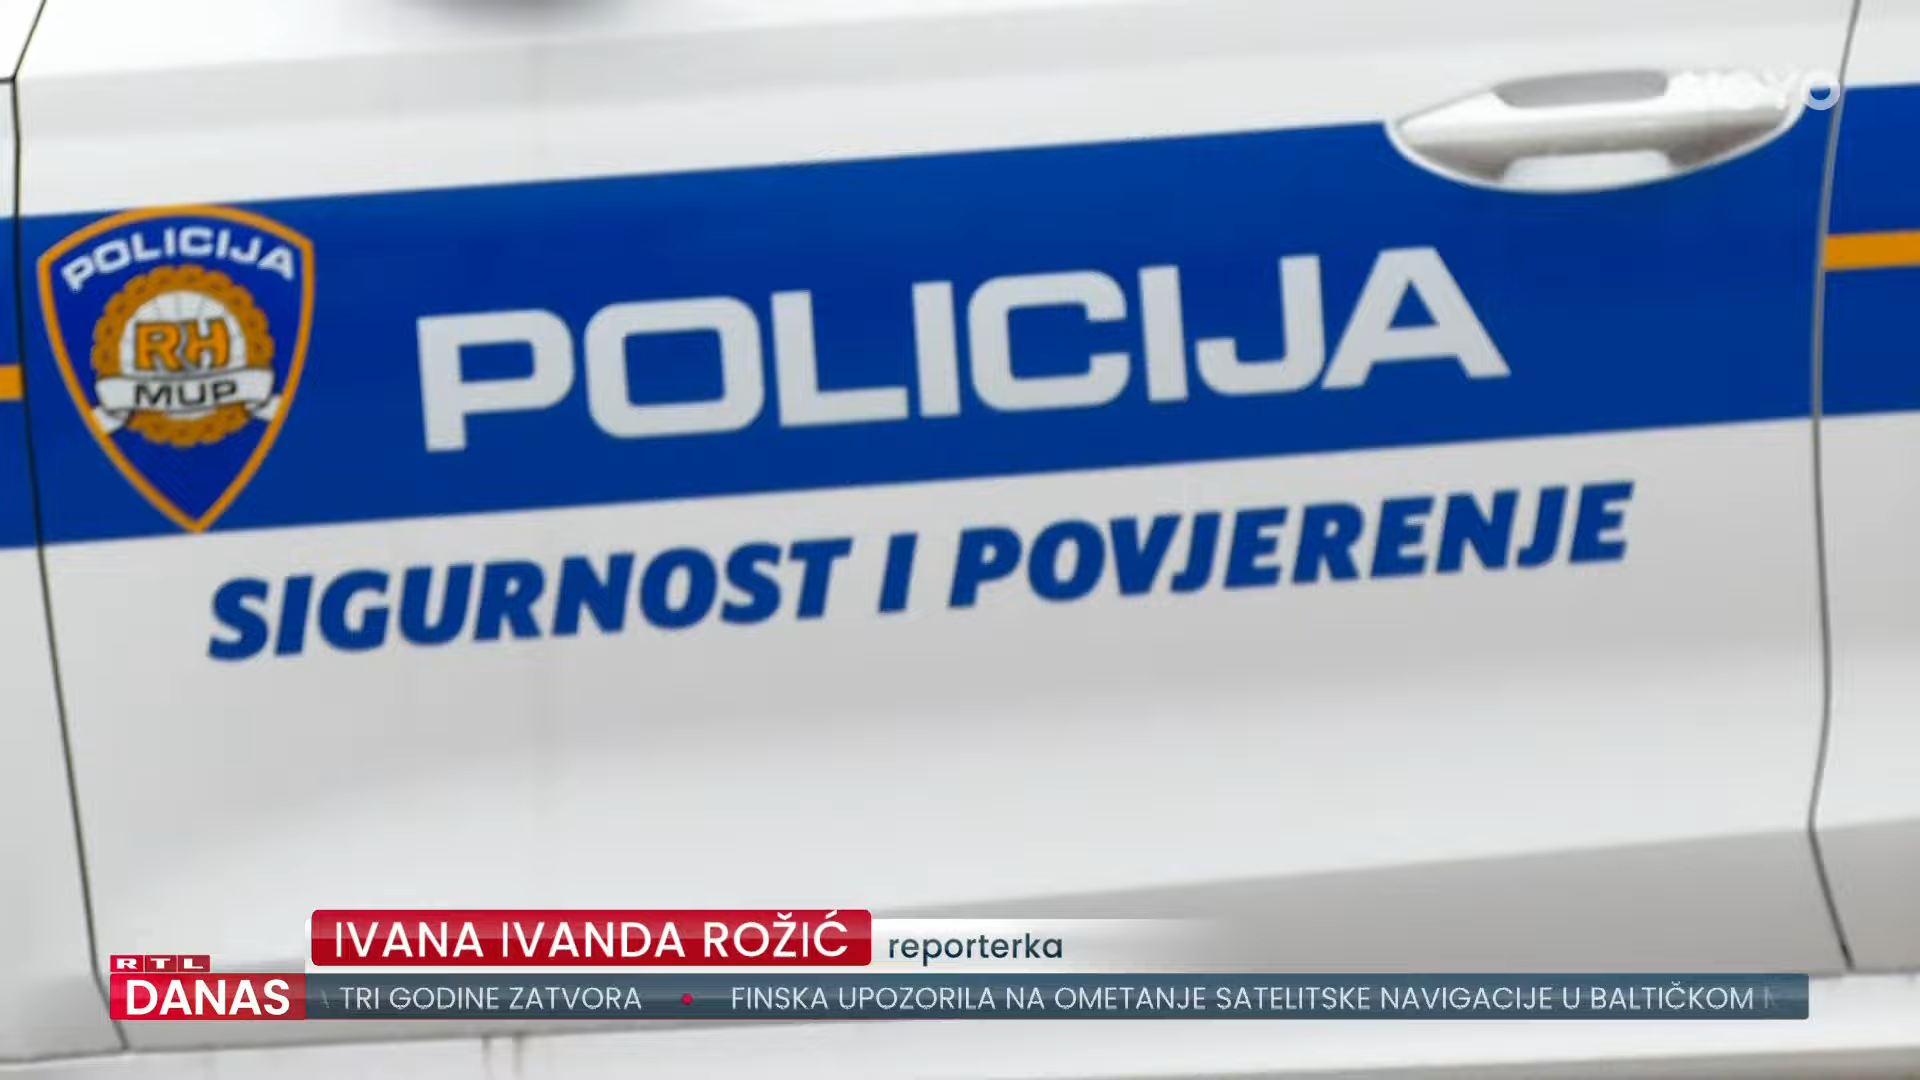 VOYO
POLICIJA
RH
MUP
POLICIJA
SIGURNOST I POVJERENJE
IVANA IVANDA ROŽIĆ
reporterka
RTL
DANAS
TRI GODINE ZATVORA • FINSKA UPOZORILA NA OMETANJE SATELITSKE NAVIGACIJE U BALTIČKOM